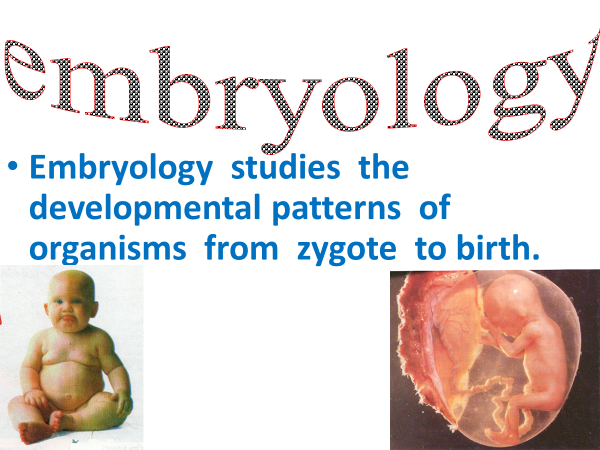 embryology
• Embryology studies the
developmental patterns of
organisms from zygote to birth.